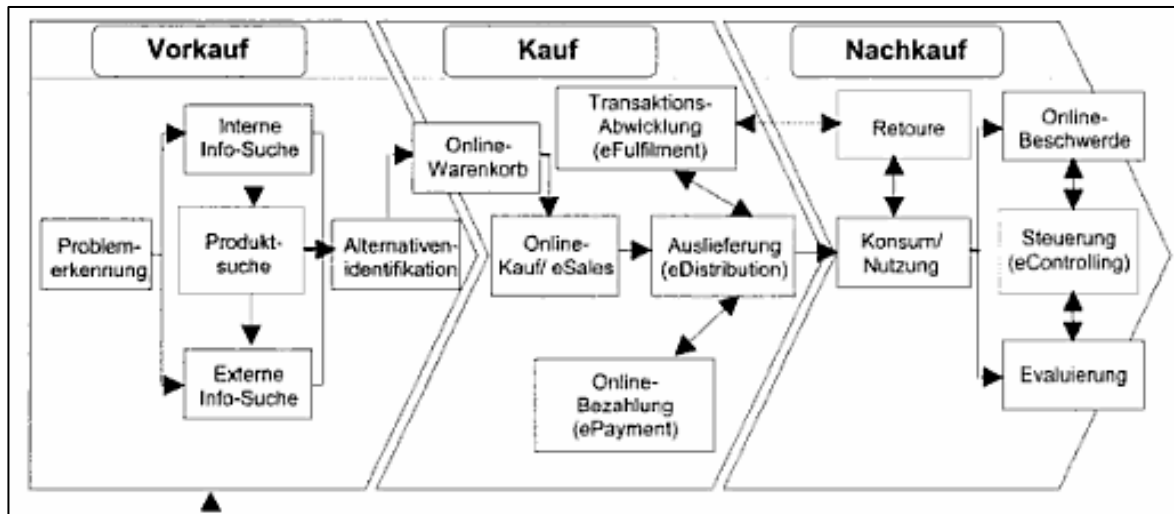 Vorkauf
Kauf
Nachkauf
Interne
Info-Suche
Problem-
erkennung
Produkt-
suche
Externe
Info-Suche
Alternativen-
identifikation
Online-
Warenkorb
Transaktions-
Abwicklung
(eFulfilment)
Online-
Kauf/ eSales
Auslieferung
(eDistribution)
Online-
Bezahlung
(ePayment)
Retoure
Konsum/
Nutzung
Online-
Beschwerde
Steuerung
(eControlling)
Evaluierung